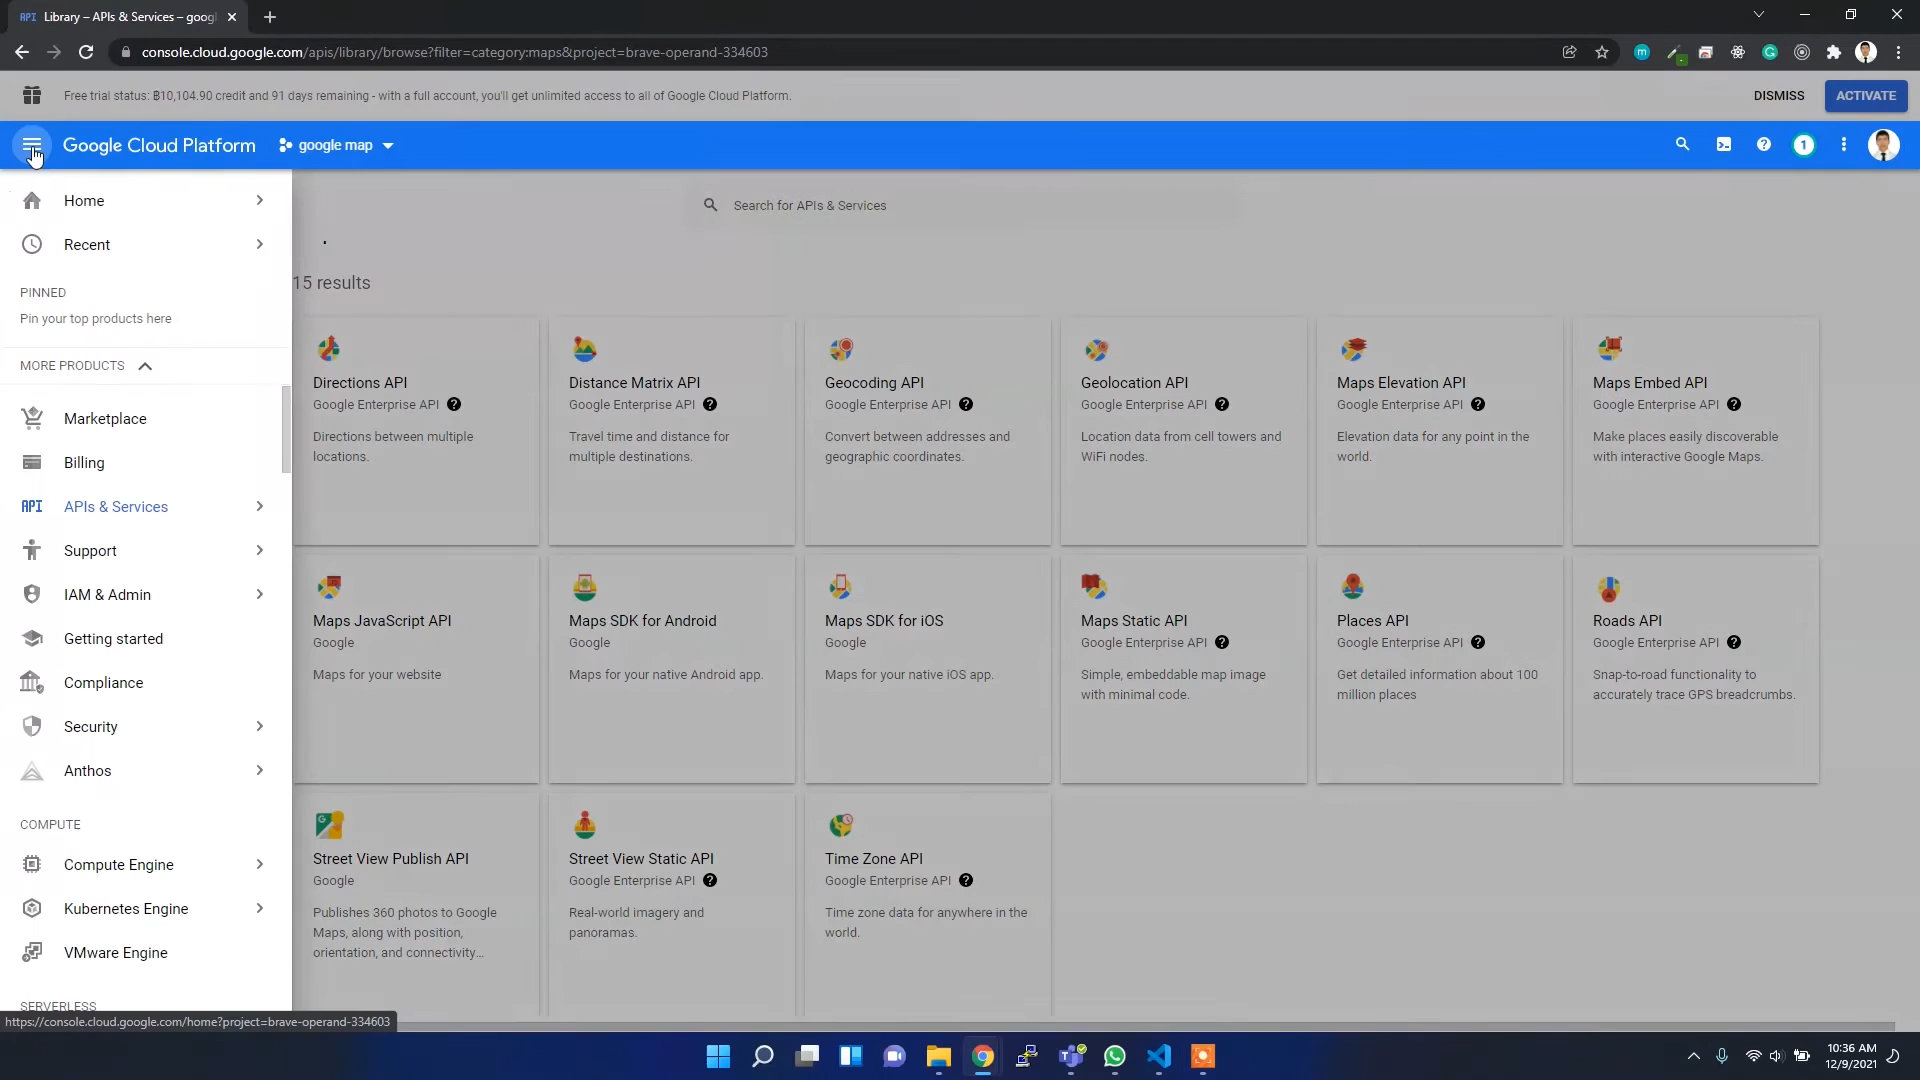 API Library – APIs & Services – goog
console.cloud.google.com/apis/library/browse?filter=category:maps&project=brave-operand-334603
Free trial status: ฿10,104.90 credit and 91 days remaining - with a full account, you'll get unlimited access to all of Google Cloud Platform.
DISMISS
ACTIVATE
Google Cloud Platform
google map
1
Home
Recent
PINNED
Pin your top products here
MORE PRODUCTS
Marketplace
Billing
API APIs & Services
Support
IAM & Admin
Getting started
Compliance
Security
Anthos
COMPUTE
Compute Engine
Kubernetes Engine
VMware Engine
SERVERLESS
https://console.cloud.google.com/home?project=brave-operand-334603
Search for APIs & Services
15 results
Directions API
Google Enterprise API
Directions between multiple
locations.
Distance Matrix API
Google Enterprise API
Travel time and distance for
multiple destinations.
Geocoding API
Google Enterprise API
Convert between addresses and
geographic coordinates.
Geolocation API
Google Enterprise API
Location data from cell towers and
WiFi nodes.
Maps Elevation API
Google Enterprise API
Elevation data for any point in the
world.
Maps Embed API
Google Enterprise API
Make places easily discoverable
with interactive Google Maps.
Maps JavaScript API
Google
Maps for your website
Maps SDK for Android
Google
Maps for your native Android app.
Maps SDK for iOS
Google
Maps for your native iOS app.
Maps Static API
Google Enterprise API
Simple, embeddable map image
with minimal code.
Places API
Google Enterprise API
Get detailed information about 100
million places
Roads API
Google Enterprise API
Snap-to-road functionality to
accurately trace GPS breadcrumbs.
Street View Publish API
Google
Publishes 360 photos to Google
Maps, along with position,
orientation, and connectivity…
Street View Static API
Google Enterprise API
Real-world imagery and
panoramas.
Time Zone API
Google Enterprise API
Time zone data for anywhere in the
world.
10:36 AM
12/9/2021